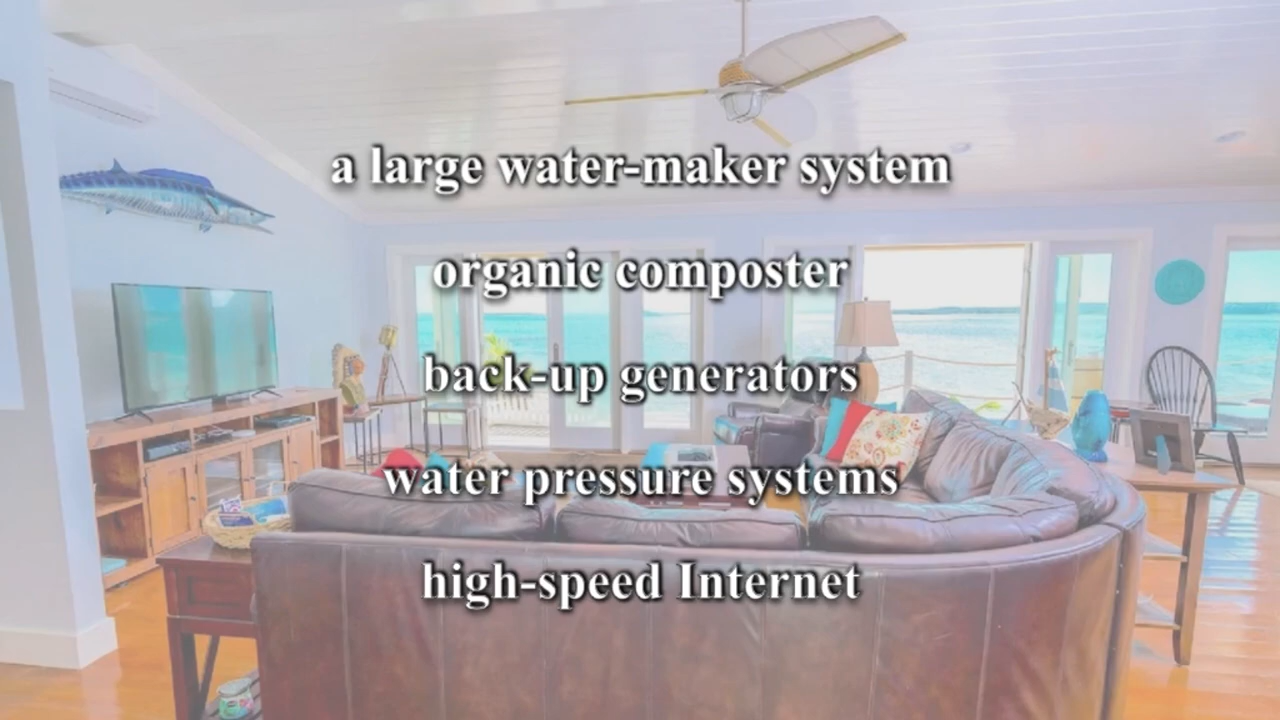 a large water-maker system
organic composter
back-up generators
water pressure systems
high-speed Internet